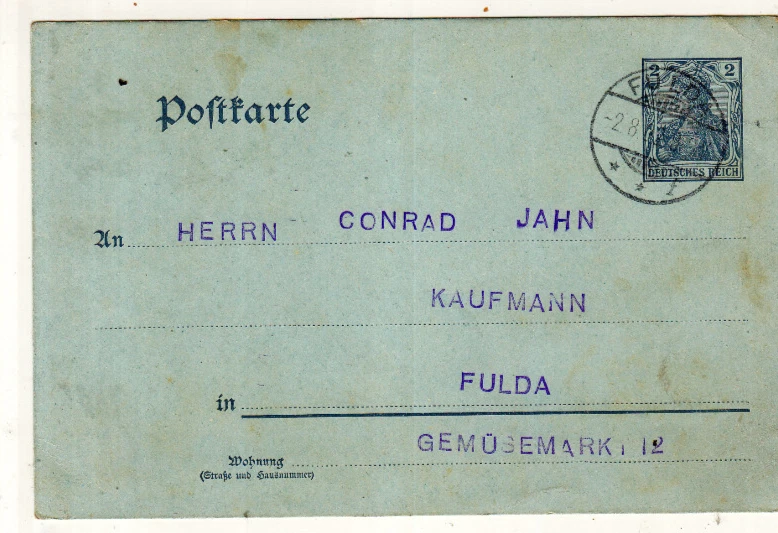 2 2
DEUTSCHES REICH
-2.8
Postkarte
An HERRN CONRAD JAHN
KAUFMANN
in FULDA
GEMÜSEMARKT 12
Wohnung
(Straße und Hausnummer)